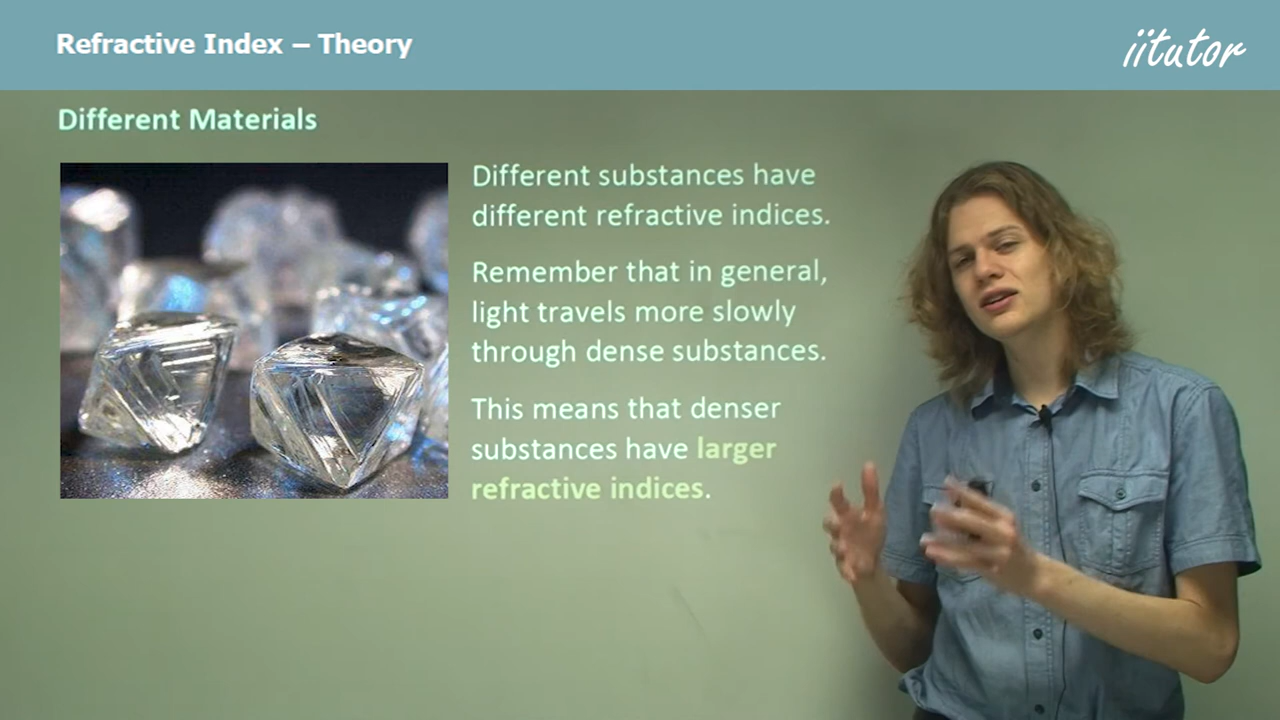 Refractive Index – Theory
iitutor
Different Materials
Different substances have
different refractive indices.
Remember that in general,
light travels more slowly
through dense substances.
This means that denser
substances have larger
refractive indices.